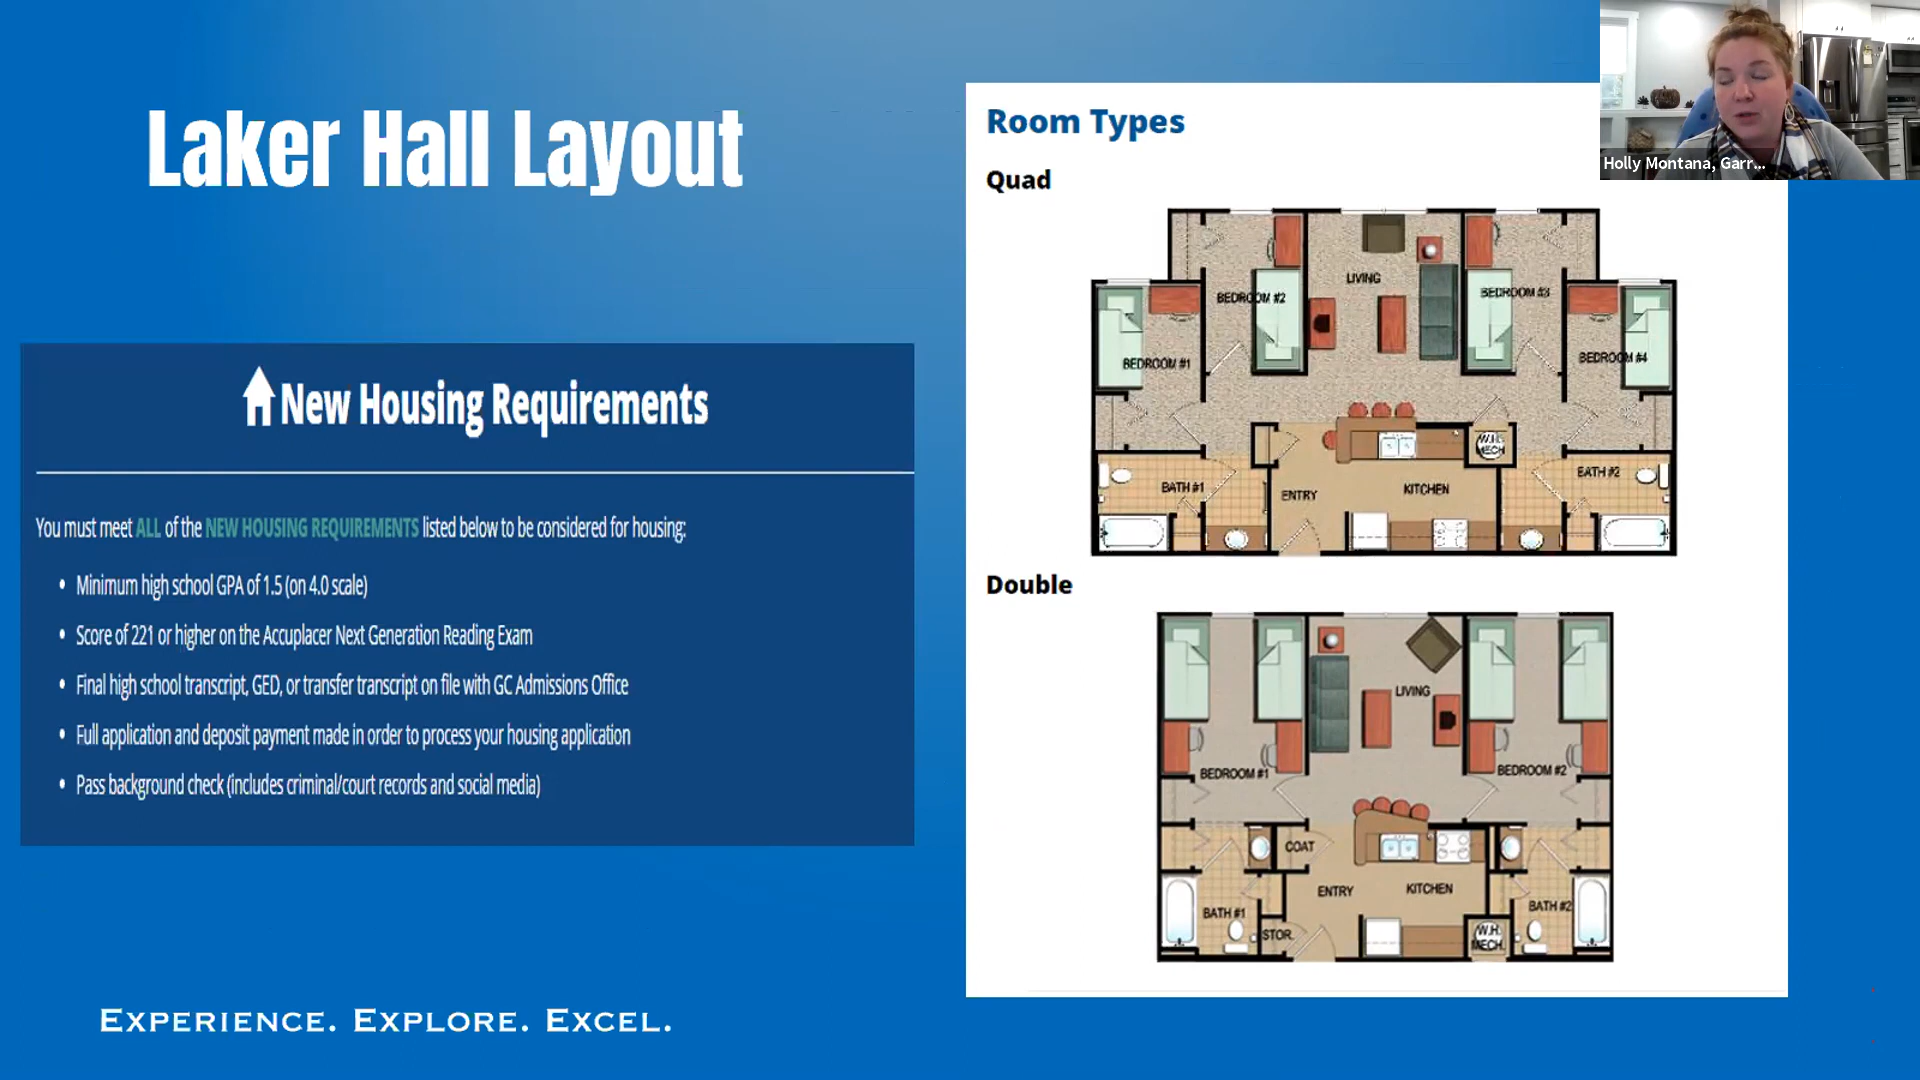 Laker Hall Layout
New Housing Requirements
You must meet ALL of the NEW HOUSING REQUIREMENTS listed below to be considered for housing:
• Minimum high school GPA of 1.5 (on 4.0 scale)
• Score of 221 or higher on the Accuplacer Next Generation Reading Exam
• Final high school transcript, GED, or transfer transcript on file with GC Admissions Office
• Full application and deposit payment made in order to process your housing application
• Pass background check (includes criminal/court records and social media)
EXPERIENCE. EXPLORE. EXCEL.
Room Types
Quad
LIVING
BEDROOM #2
BEDROOM #3
BEDROOM #1
BEDROOM #4
W.H.
MECH
BATH #1
BATH #2
ENTRY
KITCHEN
Double
LIVING
BEDROOM #1
BEDROOM #2
COAT
ENTRY
KITCHEN
BATH #1
BATH #2
STOR.
W.H.
MECH.
Holly Montana, Garr...